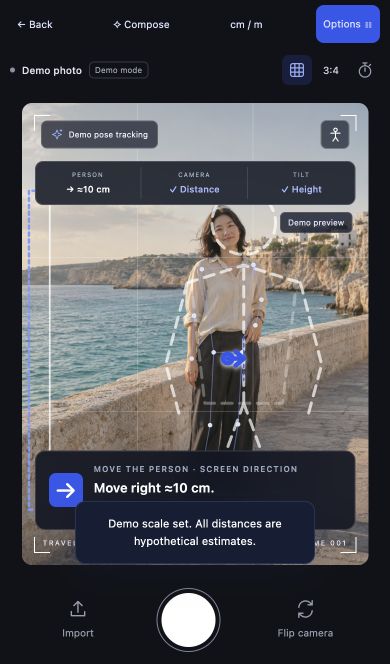 ← Back
Compose
cm / m
Options
Demo photo
Demo mode
3:4
Demo pose tracking
PERSON
CAMERA
TILT
→ ≈10 cm
✓ Distance
✓ Height
Demo preview
MOVE THE PERSON · SCREEN DIRECTION
Move right ≈10 cm.
Demo scale set. All distances are
hypothetical estimates.
001
Import
Flip camera